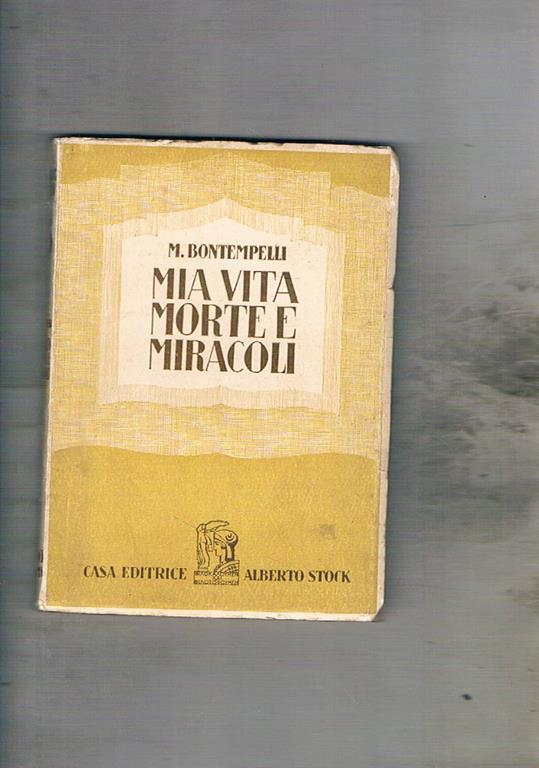 M. BONTEMPELLI
MIA VITA
MORTE E
MIRACOLI
CASA EDITRICE ALBERTO STOCK